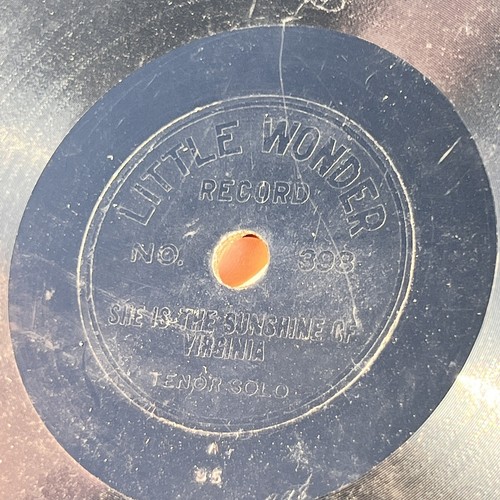 LITTLE WONDER
RECORD
NO. 393
SHE IS THE SUNSHINE OF
VIRGINIA
TENOR SOLO